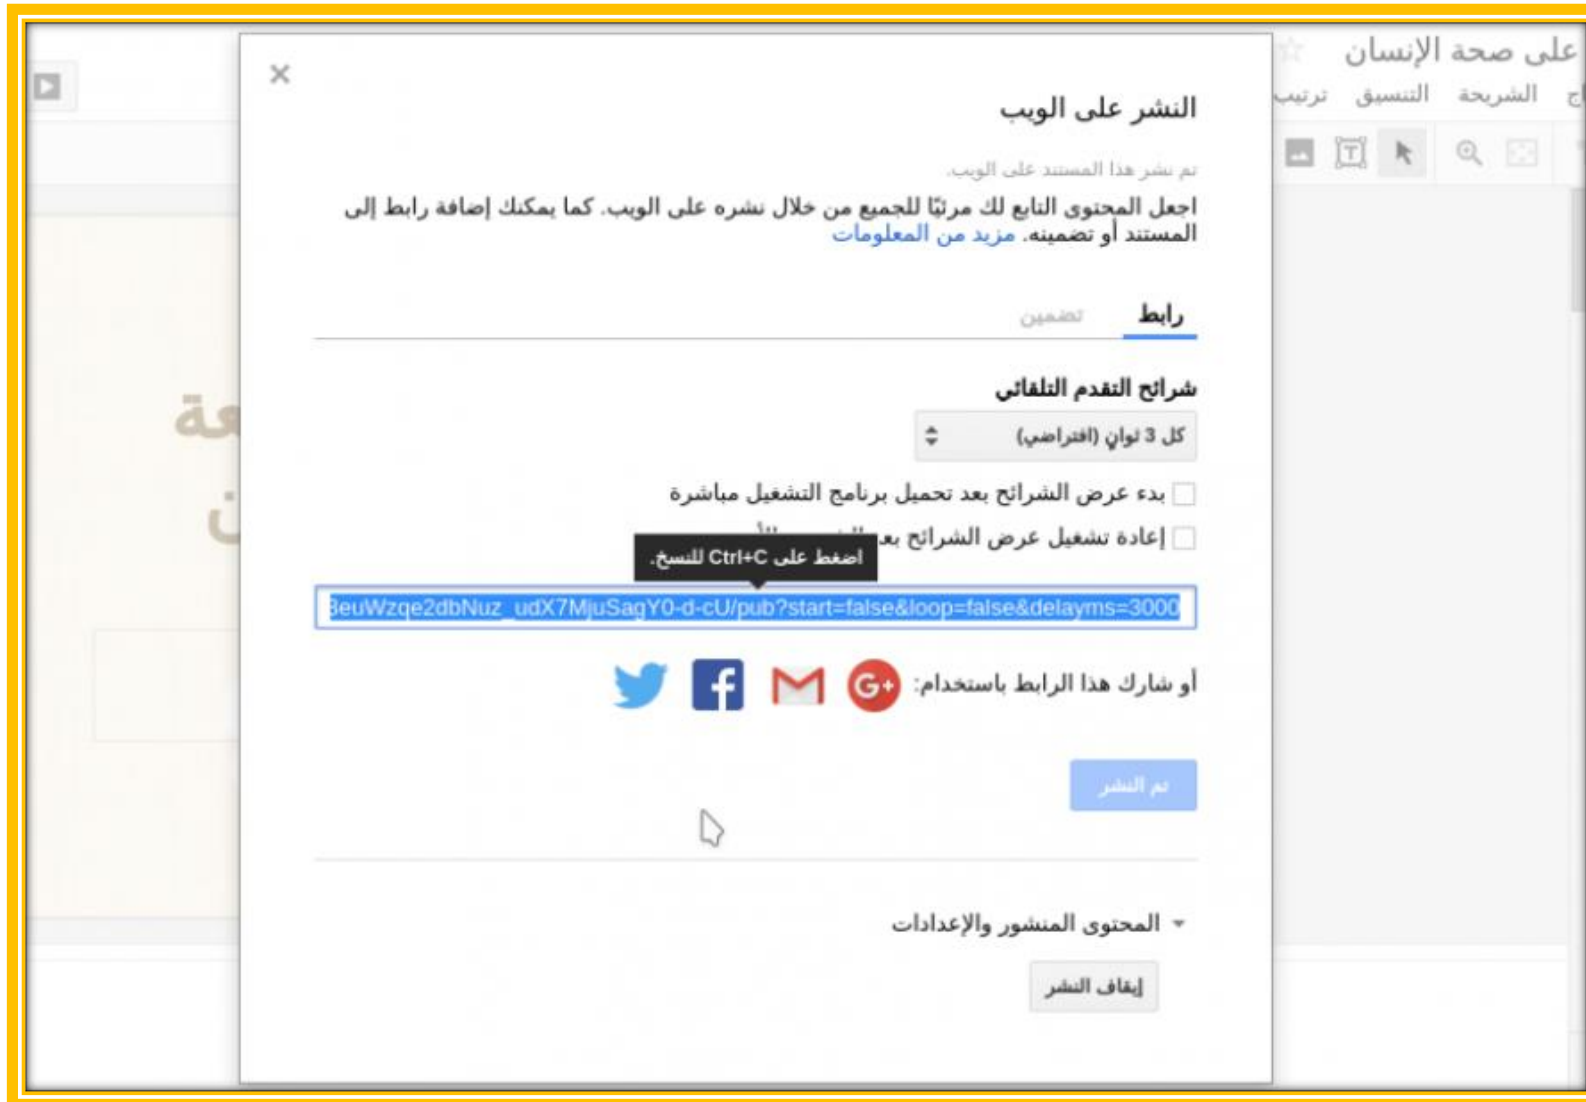 على صحة الإنسان
الشريحة التنسيق ترتيب
النشر على الويب
تم نشر هذا المستند على الويب.
اجعل المحتوى التابع لك مرئيًا للجميع من خلال نشره على الويب. كما يمكنك إضافة رابط إلى
المستند أو تضمينه. مزيد من المعلومات
رابط تضمين
شرائح التقدم التلقائي
كل 3 ثوانٍ (افتراضي)
بدء عرض الشرائح بعد تحميل برنامج التشغيل مباشرة
إعادة تشغيل عرض الشرائح
اضغط على Ctrl+C للنسخ.
3euWzqe2dbNuz_udX7MjuSagY0-d-cU/pub?start=false&loop=false&delayms=3000
أو شارك هذا الرابط باستخدام:
تم النشر
المحتوى المنشور والإعدادات
إيقاف النشر